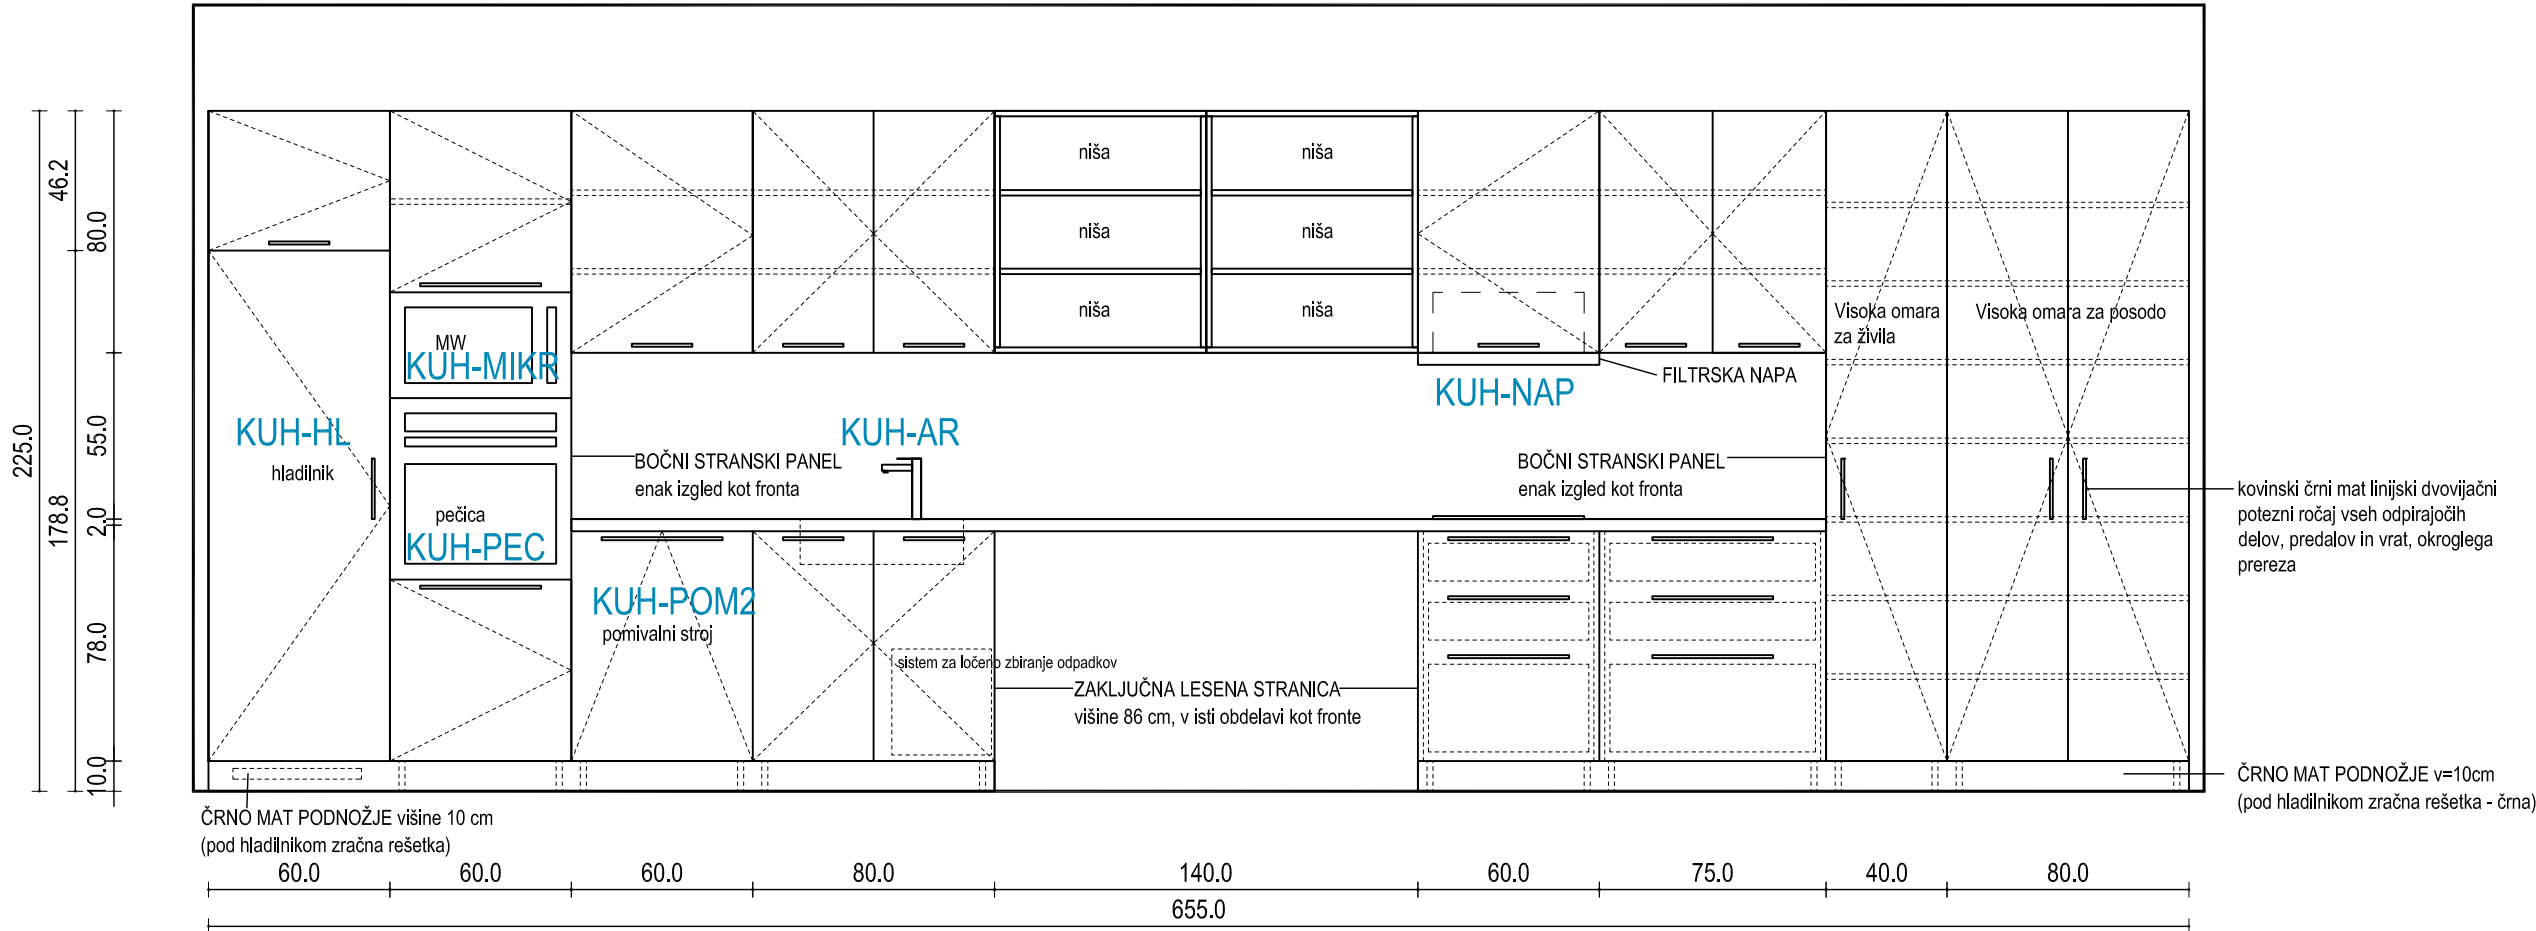 niša
niša
niša
niša
niša
niša
MW
KUH-MIKR
KUH-HL
hladilnik
pečica
KUH-PEC
KUH-AR
KUH-NAP
FILTRSKA NAPA
Visoka omara
za živila
Visoka omara za posodo
BOČNI STRANSKI PANEL
enak izgled kot fronta
BOČNI STRANSKI PANEL
enak izgled kot fronta
kovinski črni mat linijski dvovijačni
potezni ročaj vseh odpirajočih
delov, predalov in vrat, okroglega
prereza
KUH-POM2
pomivalni stroj
sistem za ločeno zbiranje odpadkov
ZAKLJUČNA LESENA STRANICA
višine 86 cm, v isti obdelavi kot fronte
ČRNO MAT PODNOŽJE višine 10 cm
(pod hladilnikom zračna rešetka)
ČRNO MAT PODNOŽJE v=10cm
(pod hladilnikom zračna rešetka - črna)
225.0
46.2
178.8
80.0
55.0
2.0
78.0
10.0
60.0
60.0
60.0
80.0
140.0
60.0
75.0
40.0
80.0
655.0